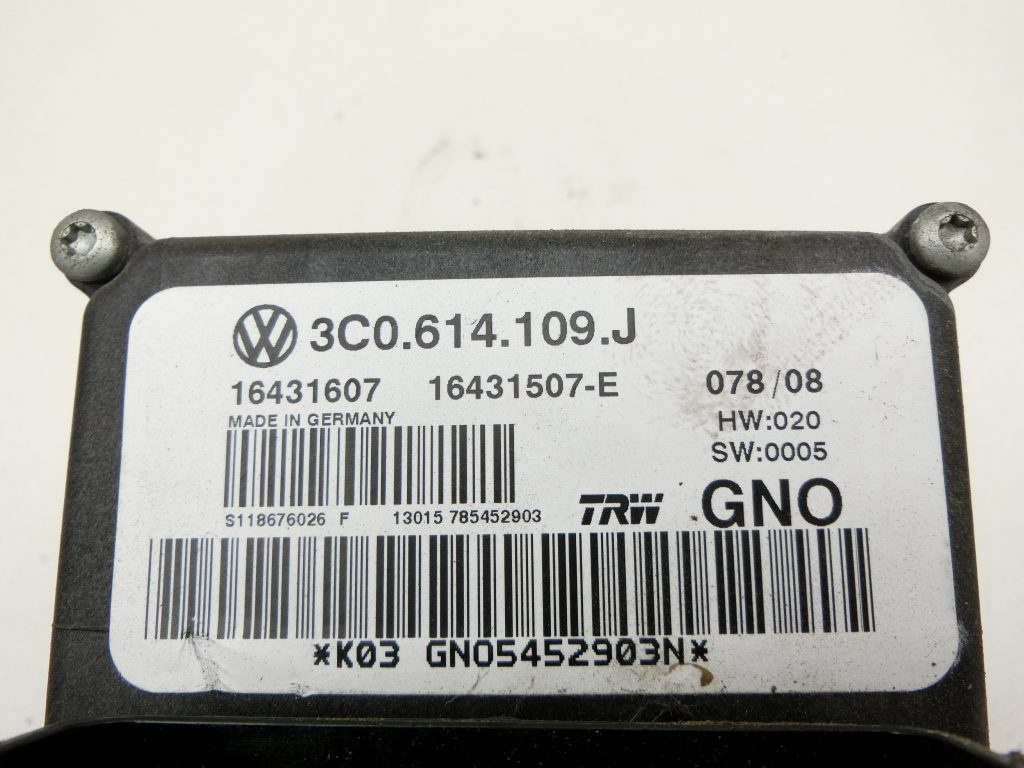 3C0.614.109.J
16431607 16431507-E 078/08
MADE IN GERMANY HW:020
SW:0005
S118676026 F 13015 785452903 TRW GNO
*K03 GNO5452903N*